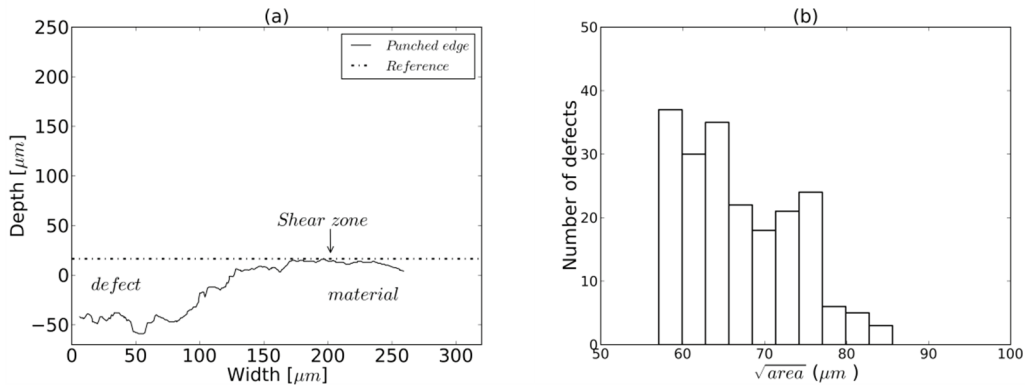 (a)
Depth [μm]
250
200
150
100
50
0
−50
Punched edge
Reference
Shear zone
defect
material
0 50 100 150 200 250 300
Width [μm]
(b)
Number of defects
50
40
30
20
10
0
50 60 70 80 90 100
√area (μm )